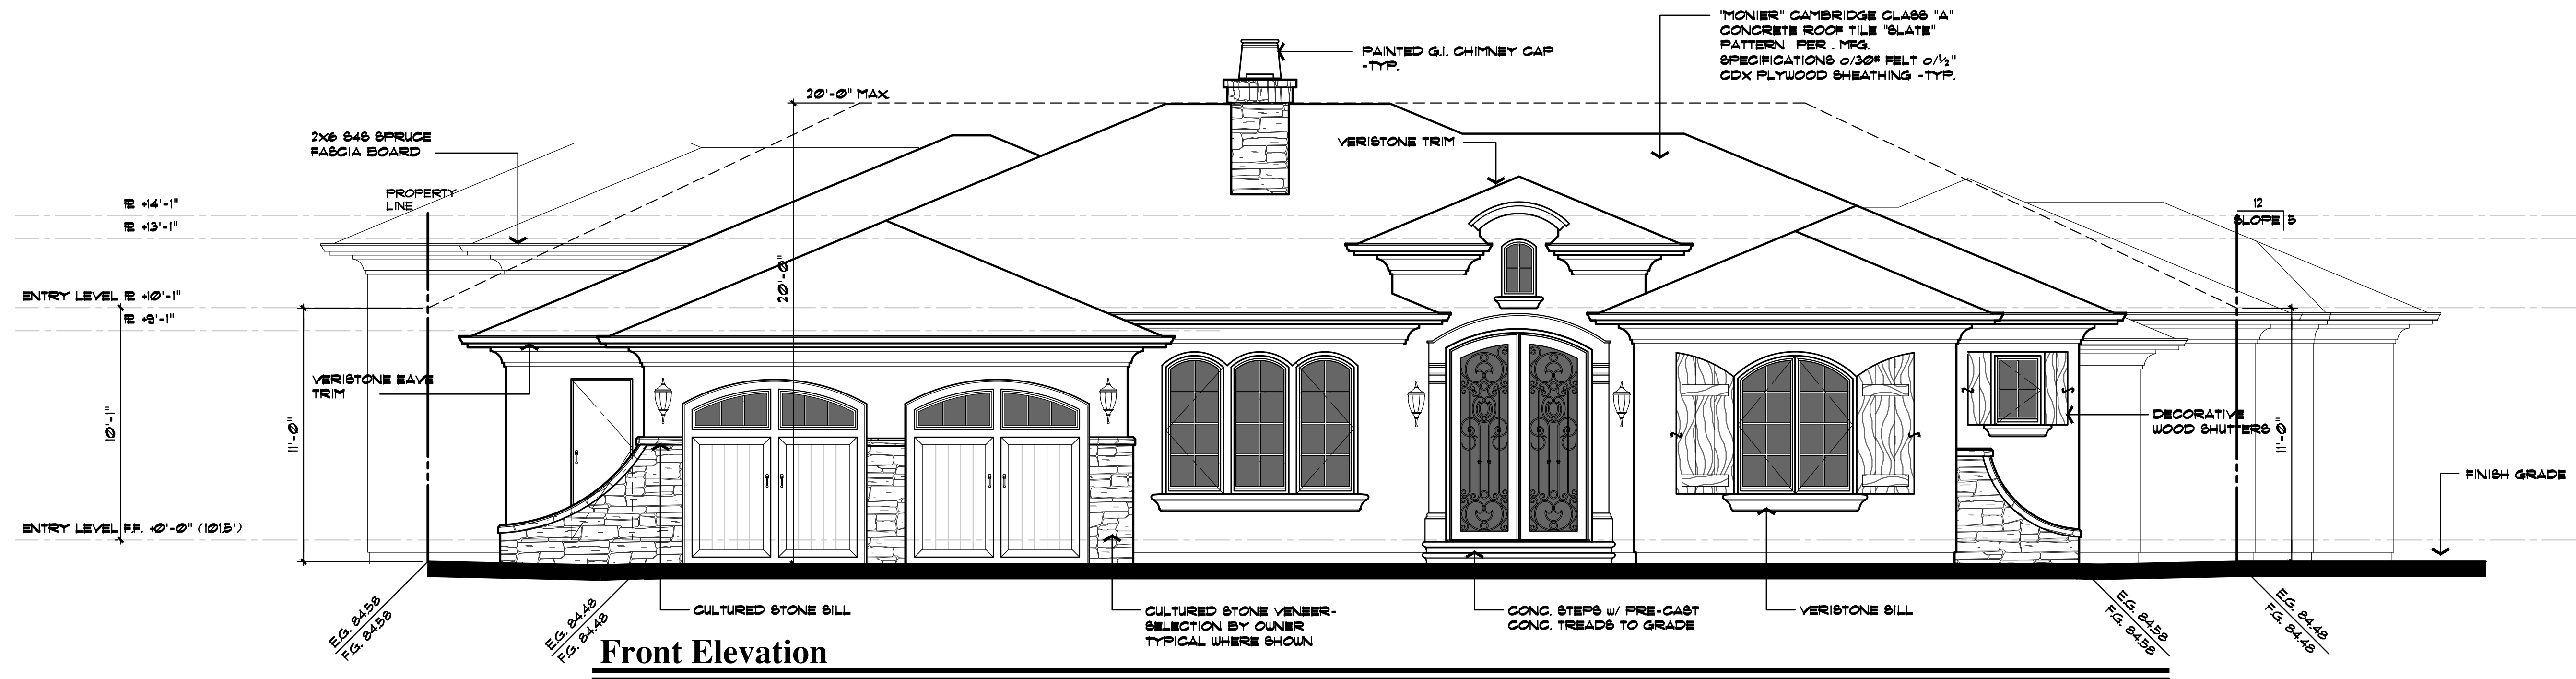 "MONIER" CAMBRIDGE CLASS "A"
CONCRETE ROOF TILE "SLATE"
PATTERN PER . MFG.
SPECIFICATIONS o/30# FELT o/½"
CDX PLYWOOD SHEATHING -TYP.
PAINTED G.I. CHIMNEY CAP
-TYP.
20'-0" MAX.
2X6 S4S SPRUCE
FASCIA BOARD
VERISTONE TRIM
PROPERTY
LINE
PL +14'-1"
PL +13'-1"
12
SLOPE 5
20'-0"
ENTRY LEVEL PL +10'-1"
PL +9'-1"
VERISTONE EAVE
TRIM
10'-1"
11'-0"
DECORATIVE
WOOD SHUTTERS
11'-0"
FINISH GRADE
ENTRY LEVEL F.F. +0'-0" (101.5')
E.G. 84.58
F.G. 84.58
E.G. 84.48
F.G. 84.48
CULTURED STONE SILL
CULTURED STONE VENEER-
SELECTION BY OWNER
TYPICAL WHERE SHOWN
CONC. STEPS w/ PRE-CAST
CONC. TREADS TO GRADE
VERISTONE SILL
E.G. 84.58
F.G. 84.58
E.G. 84.48
F.G. 84.48
Front Elevation